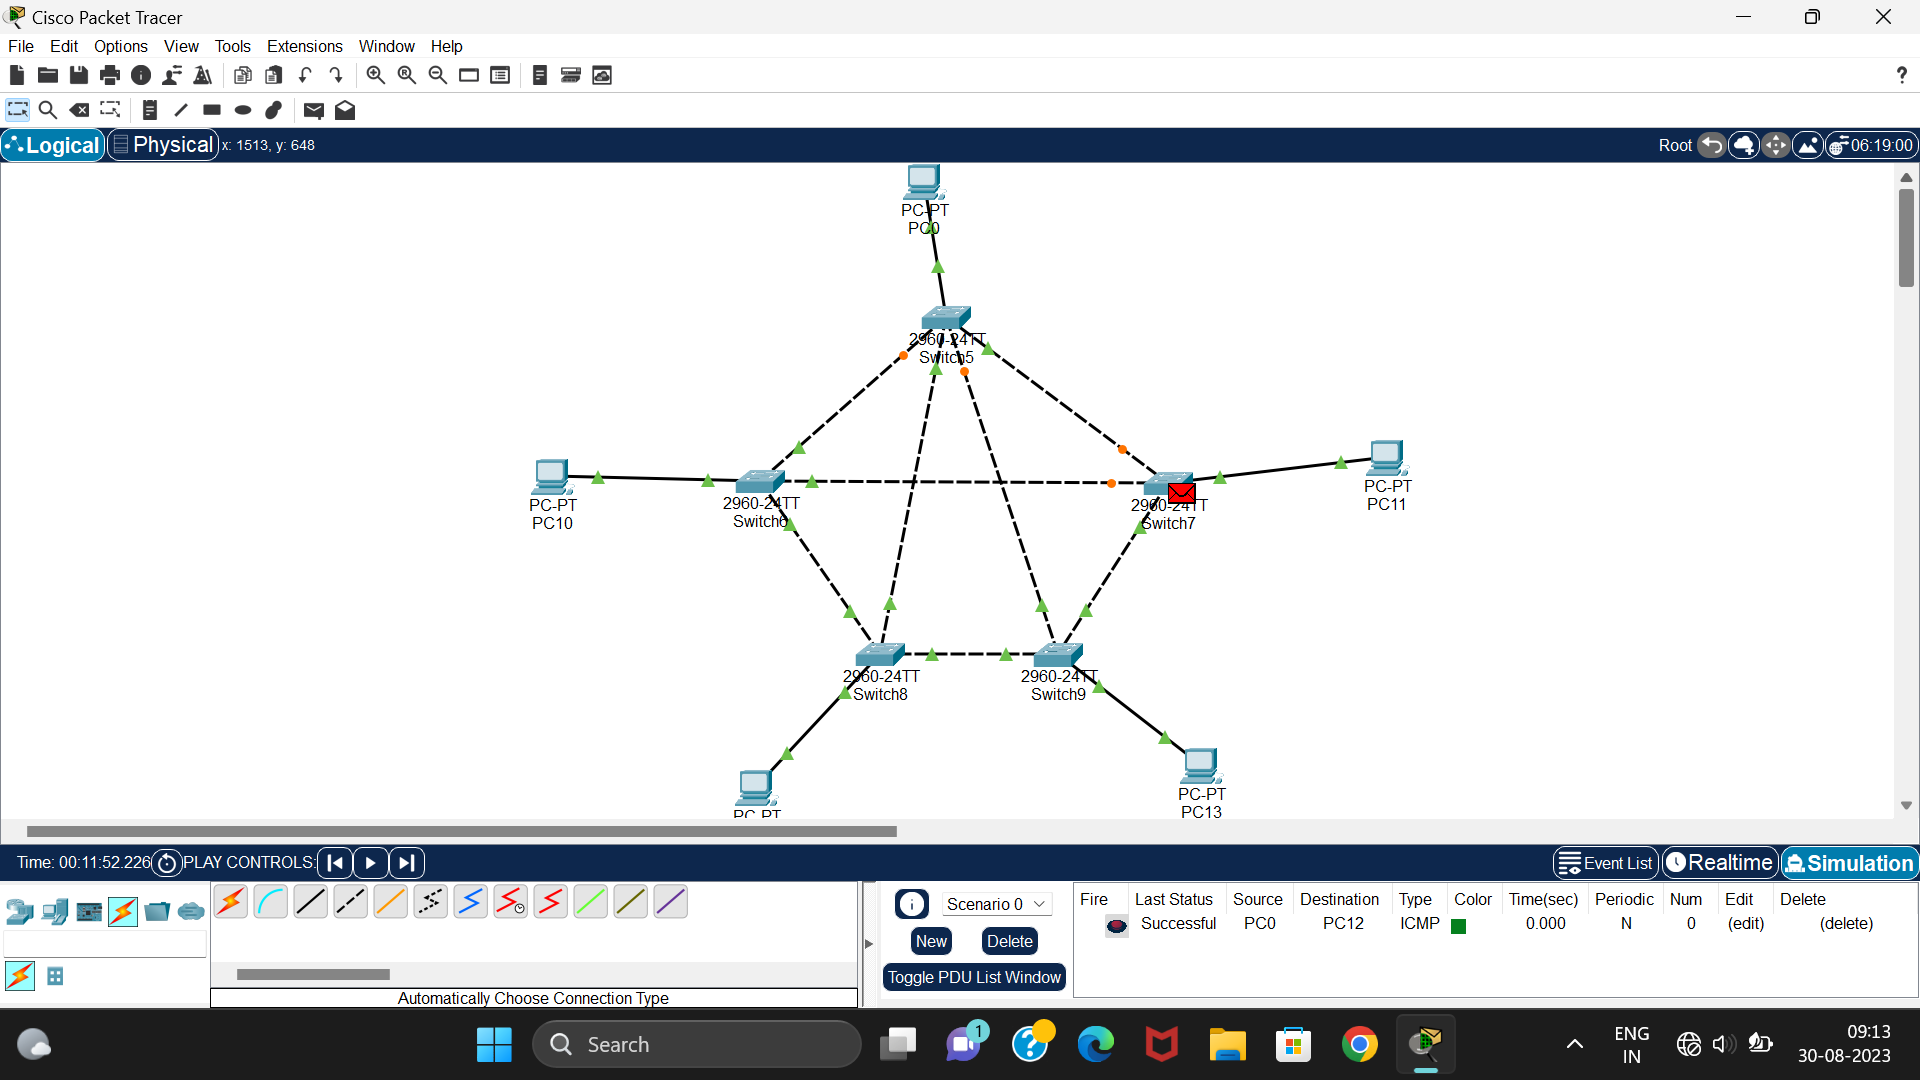 Cisco Packet Tracer
File Edit Options View Tools Extensions Window Help
?
Logical Physical x: 1513, y: 648 Root 06:19:00
PC-PT
PC0
2960-24TT
Switch5
PC-PT
PC10
2960-24TT
Switch6
2960-24TT
Switch7
PC-PT
PC11
2960-24TT
Switch8
2960-24TT
Switch9
PC-PT
PC-PT
PC13
Time: 00:11:52.226 PLAY CONTROLS: Event List Realtime Simulation
Scenario 0
New Delete
Toggle PDU List Window
Automatically Choose Connection Type
Fire Last Status Source Destination Type Color Time(sec) Periodic Num Edit Delete
Successful PC0 PC12 ICMP 0.000 N 0 (edit) (delete)
Search
1
ENG
IN
09:13
30-08-2023